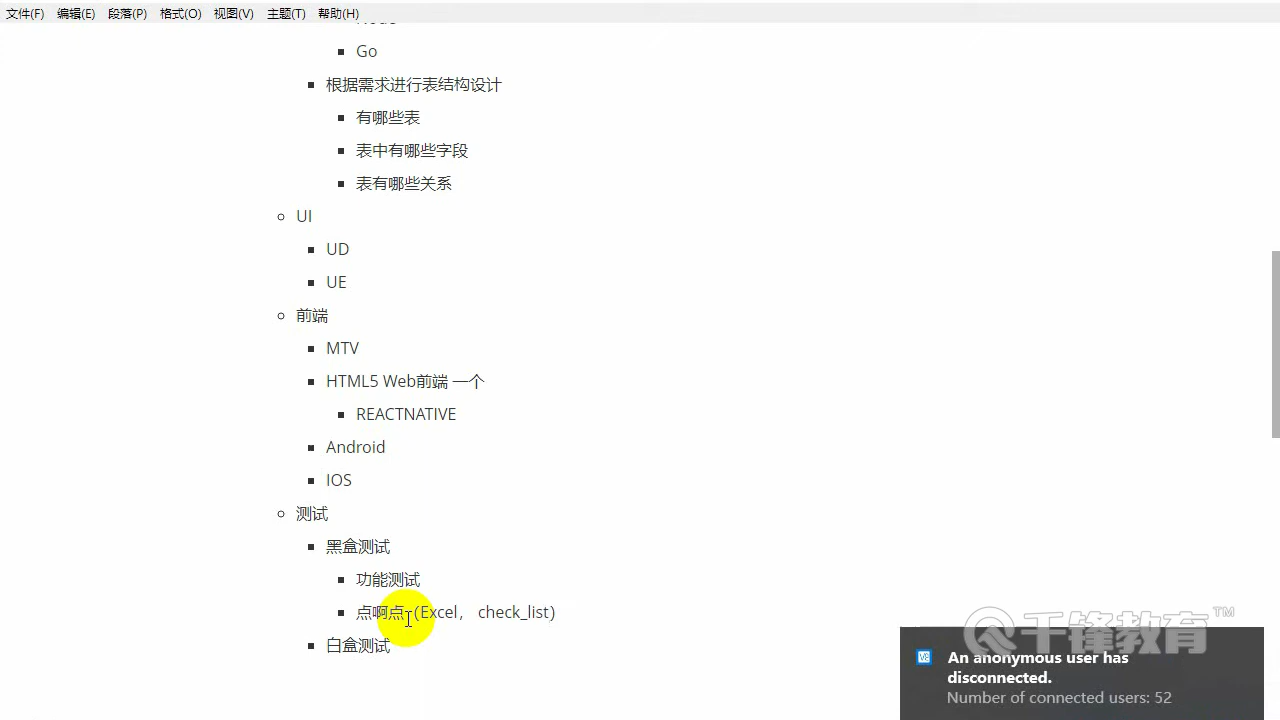 文件(F) 编辑(E) 段落(P) 格式(O) 视图(V) 主题(T) 帮助(H)
Go
根据需求进行表结构设计
有哪些表
表中有哪些字段
表有哪些关系
UI
UD
UE
前端
MTV
HTML5 Web前端 一个
REACTNATIVE
Android
IOS
测试
黑盒测试
功能测试
点啊点 (Excel， check_list)
白盒测试
千锋教育™
An anonymous user has
disconnected.
Number of connected users: 52